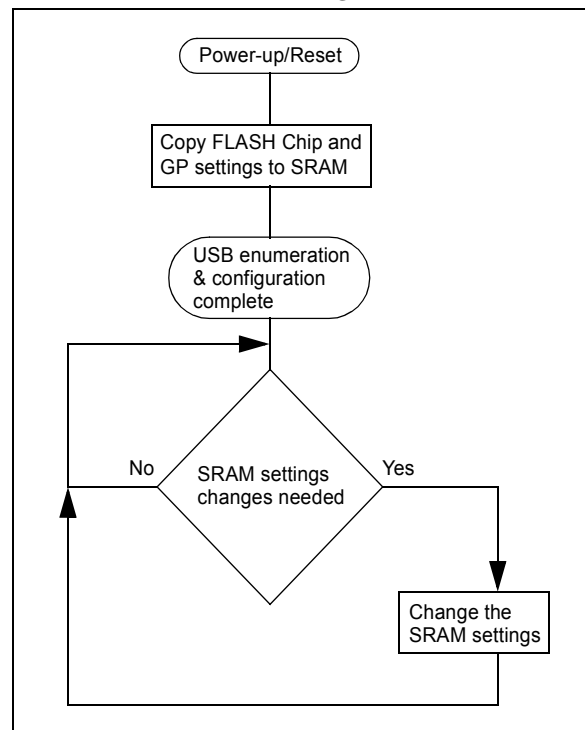 Power-up/Reset
Copy FLASH Chip and
GP settings to SRAM
USB enumeration
& configuration
complete
No
SRAM settings
changes needed
Yes
Change the
SRAM settings